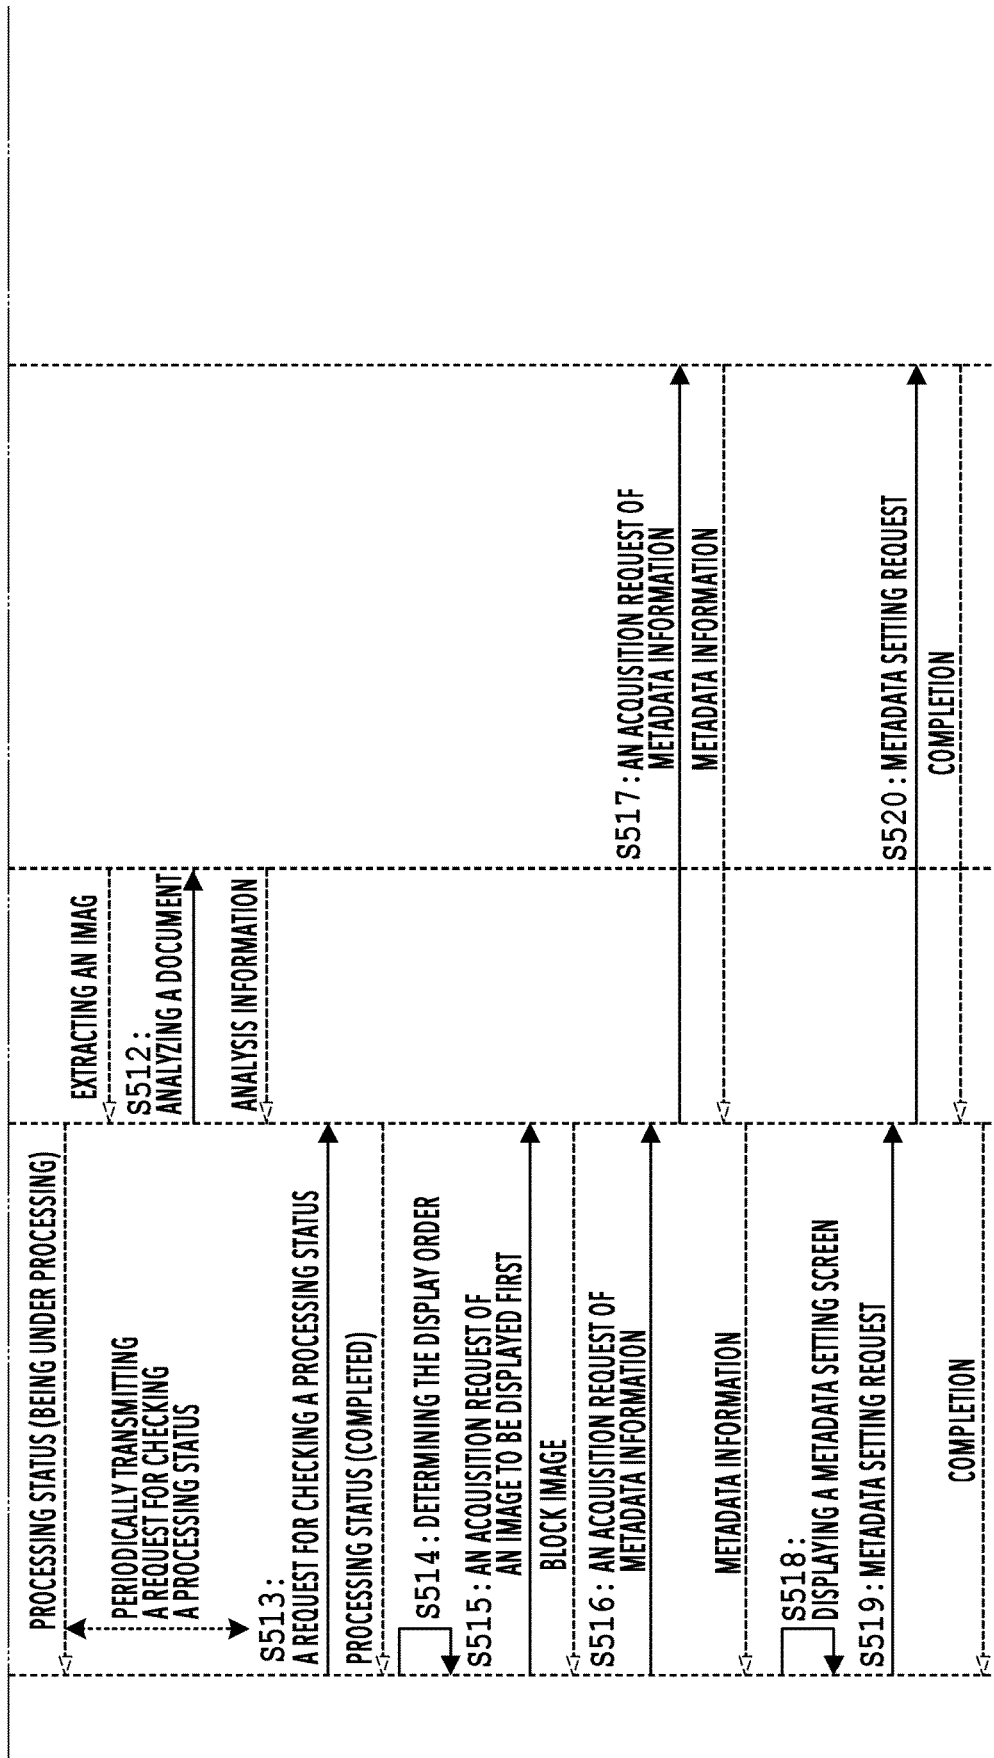 PROCESSING STATUS (BEING UNDER PROCESSING)
EXTRACTING AN IMAG
PERIODICALLY TRANSMITTING
A REQUEST FOR CHECKING
A PROCESSING STATUS
S512:
ANALYZING A DOCUMENT
ANALYSIS INFORMATION
S513:
A REQUEST FOR CHECKING A PROCESSING STATUS
PROCESSING STATUS (COMPLETED)
S514: DETERMINING THE DISPLAY ORDER
S515: AN ACQUISITION REQUEST OF
AN IMAGE TO BE DISPLAYED FIRST
BLOCK IMAGE
S516: AN ACQUISITION REQUEST OF
METADATA INFORMATION
S517: AN ACQUISITION REQUEST OF
METADATA INFORMATION
METADATA INFORMATION
METADATA INFORMATION
S518:
DISPLAYING A METADATA SETTING SCREEN
S519: METADATA SETTING REQUEST
S520: METADATA SETTING REQUEST
COMPLETION
COMPLETION